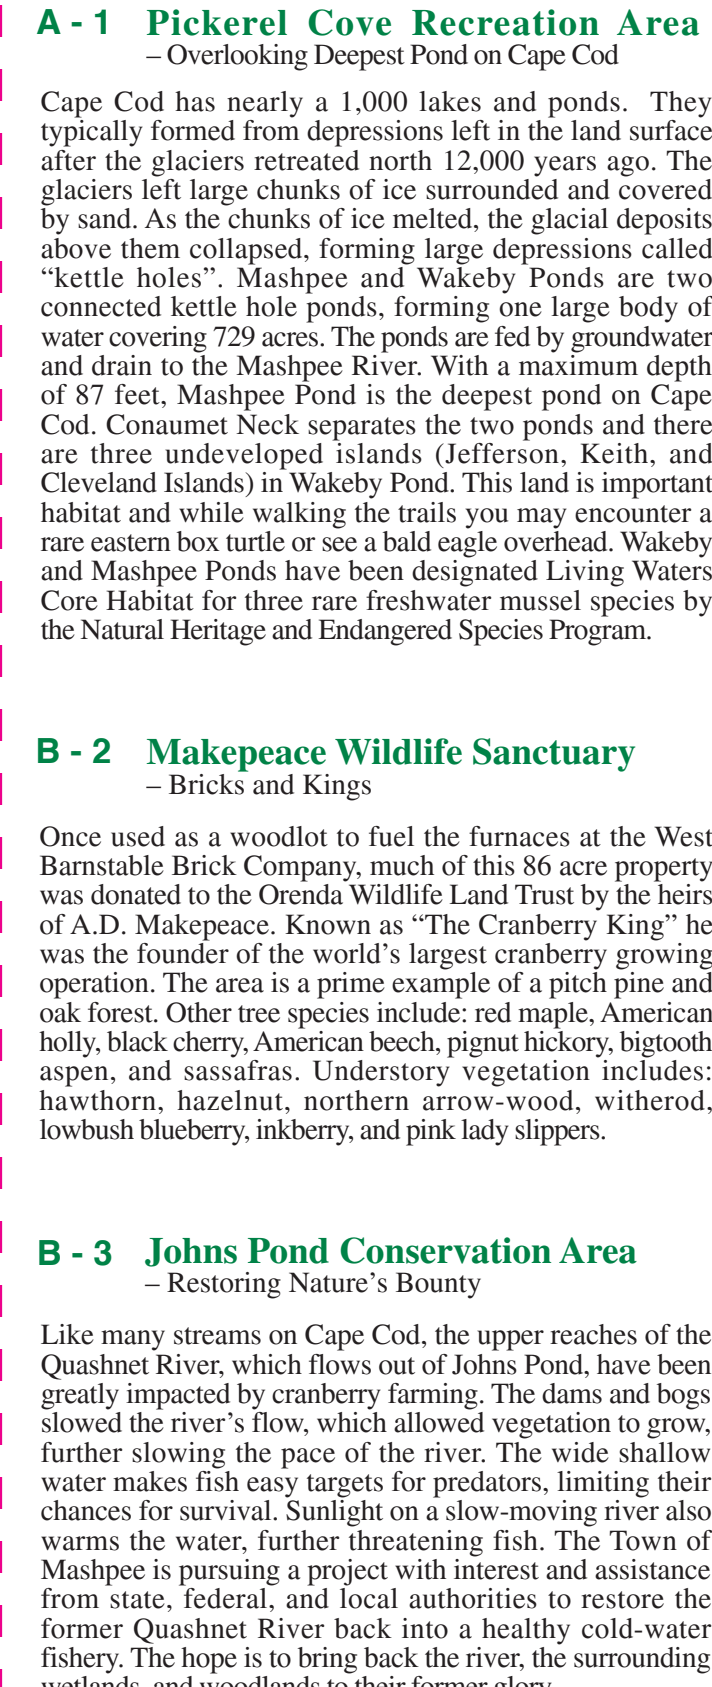 A - 1 Pickerel Cove Recreation Area
– Overlooking Deepest Pond on Cape Cod
Cape Cod has nearly a 1,000 lakes and ponds. They
typically formed from depressions left in the land surface
after the glaciers retreated north 12,000 years ago. The
glaciers left large chunks of ice surrounded and covered
by sand. As the chunks of ice melted, the glacial deposits
above them collapsed, forming large depressions called
“kettle holes”. Mashpee and Wakeby Ponds are two
connected kettle hole ponds, forming one large body of
water covering 729 acres. The ponds are fed by groundwater
and drain to the Mashpee River. With a maximum depth
of 87 feet, Mashpee Pond is the deepest pond on Cape
Cod. Conaumet Neck separates the two ponds and there
are three undeveloped islands (Jefferson, Keith, and
Cleveland Islands) in Wakeby Pond. This land is important
habitat and while walking the trails you may encounter a
rare eastern box turtle or see a bald eagle overhead. Wakeby
and Mashpee Ponds have been designated Living Waters
Core Habitat for three rare freshwater mussel species by
the Natural Heritage and Endangered Species Program.
B - 2 Makepeace Wildlife Sanctuary
– Bricks and Kings
Once used as a woodlot to fuel the furnaces at the West
Barnstable Brick Company, much of this 86 acre property
was donated to the Orenda Wildlife Land Trust by the heirs
of A.D. Makepeace. Known as “The Cranberry King” he
was the founder of the world’s largest cranberry growing
operation. The area is a prime example of a pitch pine and
oak forest. Other tree species include: red maple, American
holly, black cherry, American beech, pignut hickory, bigtooth
aspen, and sassafras. Understory vegetation includes:
hawthorn, hazelnut, northern arrow-wood, witherod,
lowbush blueberry, inkberry, and pink lady slippers.
B - 3 Johns Pond Conservation Area
– Restoring Nature’s Bounty
Like many streams on Cape Cod, the upper reaches of the
Quashnet River, which flows out of Johns Pond, have been
greatly impacted by cranberry farming. The dams and bogs
slowed the river’s flow, which allowed vegetation to grow,
further slowing the pace of the river. The wide shallow
water makes fish easy targets for predators, limiting their
chances for survival. Sunlight on a slow-moving river also
warms the water, further threatening fish. The Town of
Mashpee is pursuing a project with interest and assistance
from state, federal, and local authorities to restore the
former Quashnet River back into a healthy cold-water
fishery. The hope is to bring back the river, the surrounding
wetlands, and woodlands to their former glory.